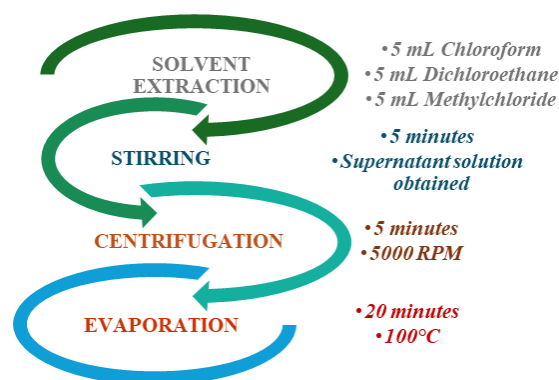 SOLVENT
EXTRACTION
• 5 mL Chloroform
• 5 mL Dichloroethane
• 5 mL Methylchloride
STIRRING
• 5 minutes
• Supernatant solution
obtained
CENTRIFUGATION
• 5 minutes
• 5000 RPM
EVAPORATION
• 20 minutes
• 100°C